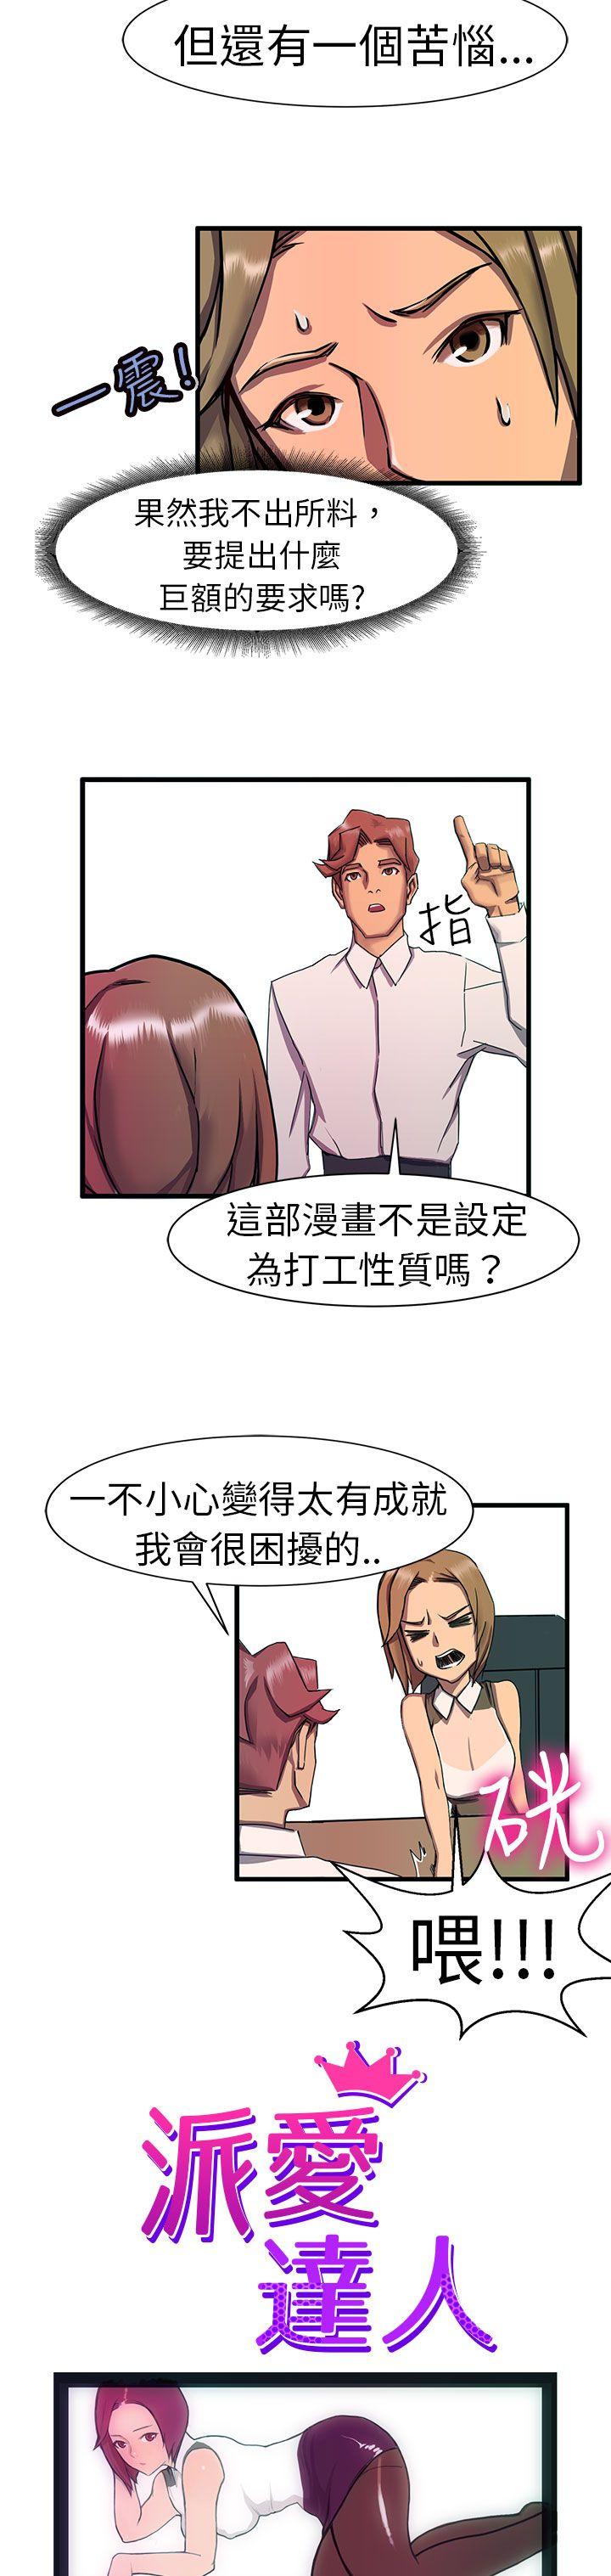 但還有一個苦惱...
一震!
果然我不出所料，
要提出什麼
巨額的要求嗎?
指
這部漫畫不是設定
為打工性質嗎？
一不小心變得太有成就
我會很困擾的..
硄
喂!!!
派愛
達人